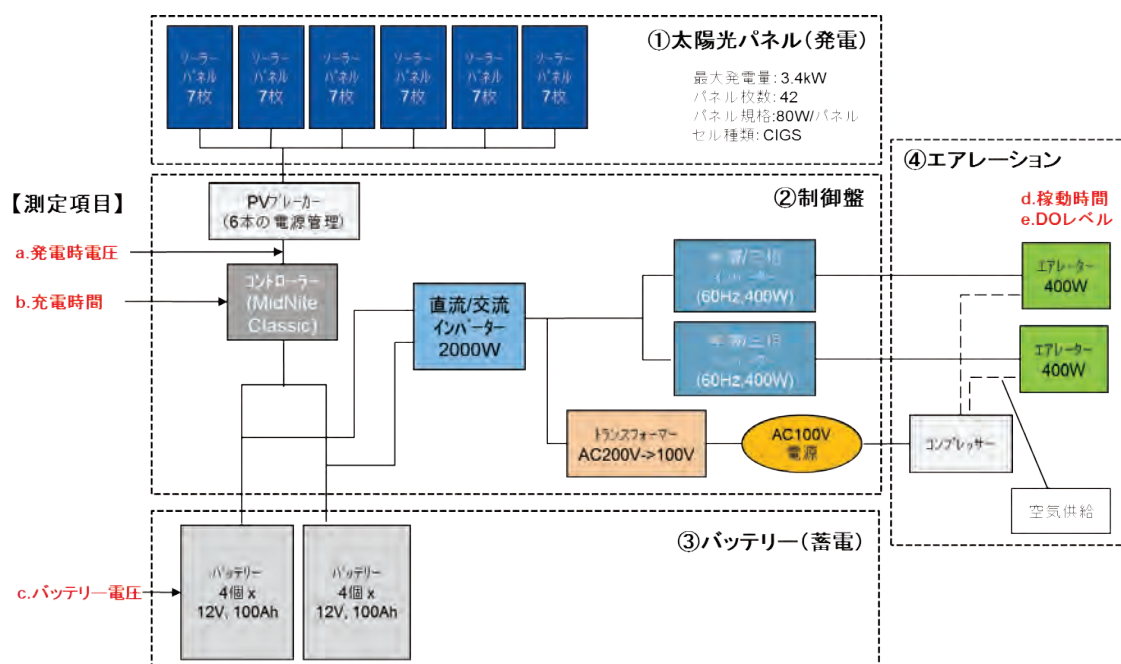 ①太陽光パネル(発電)
ソーラー
パネル
7枚
ソーラー
パネル
7枚
ソーラー
パネル
7枚
ソーラー
パネル
7枚
ソーラー
パネル
7枚
ソーラー
パネル
7枚
最大発電量:3.4kW
パネル枚数:42
パネル規格:80W/パネル
セル種類:CIGS
【測定項目】
a.発電時電圧
b.充電時間
c.バッテリー電圧
②制御盤
PVブレーカー
(6本の電源管理)
コントローラー
(MidNite
Classic)
直流/交流
インバーター
2000W
インバーター
(60Hz,400W)
(60Hz,400W)
トランスフォーマー
AC200V->100V
AC100V
電源
③バッテリー(蓄電)
バッテリー
4個 x
12V, 100Ah
バッテリー
4個 x
12V, 100Ah
④エアレーション
d.稼動時間
e.DOレベル
エアレーター
400W
エアレーター
400W
コンプレッサー
空気供給